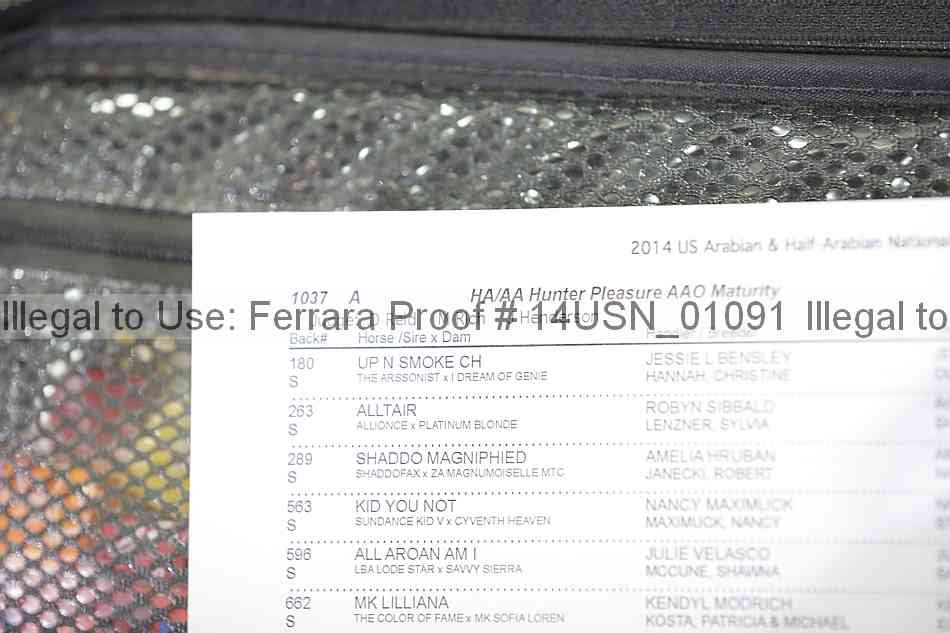 2014 US Arabian & Half-Arabian National
1037 A HA/AA Hunter Pleasure AAO Maturity
Illegal to Use: Ferrara Proof # 14USN_01091 Illegal to
Henderson
Back# Horse /Sire x Dam
180 UP N SMOKE CH JESSIE L BENSLEY
S THE ARSSONIST x I DREAM OF GENIE HANNAH, CHRISTINE
263 ALLTAIR ROBYN SIBBALD
S ALLIONCE x PLATINUM BLONDE LENZNER, SYLVIA
289 SHADDO MAGNIPHIED AMELIA HRUBAN
S SHADDOFAX x ZA MAGNUMOISELLE MTC JANECKI, ROBERT
563 KID YOU NOT NANCY MAXIMUCK
S SUNDANCE KID V x CYVENTH HEAVEN MAXIMUCK, NANCY
596 ALL AROAN AM I JULIE VELASCO
S LBA LODE STAR x SAVVY SIERRA MCCUNE, SHAWNA
662 MK LILLIANA KENDYL MODRICH
S THE COLOR OF FAME x MK SOFIA LOREN KOSTA, PATRICIA & MICHAEL